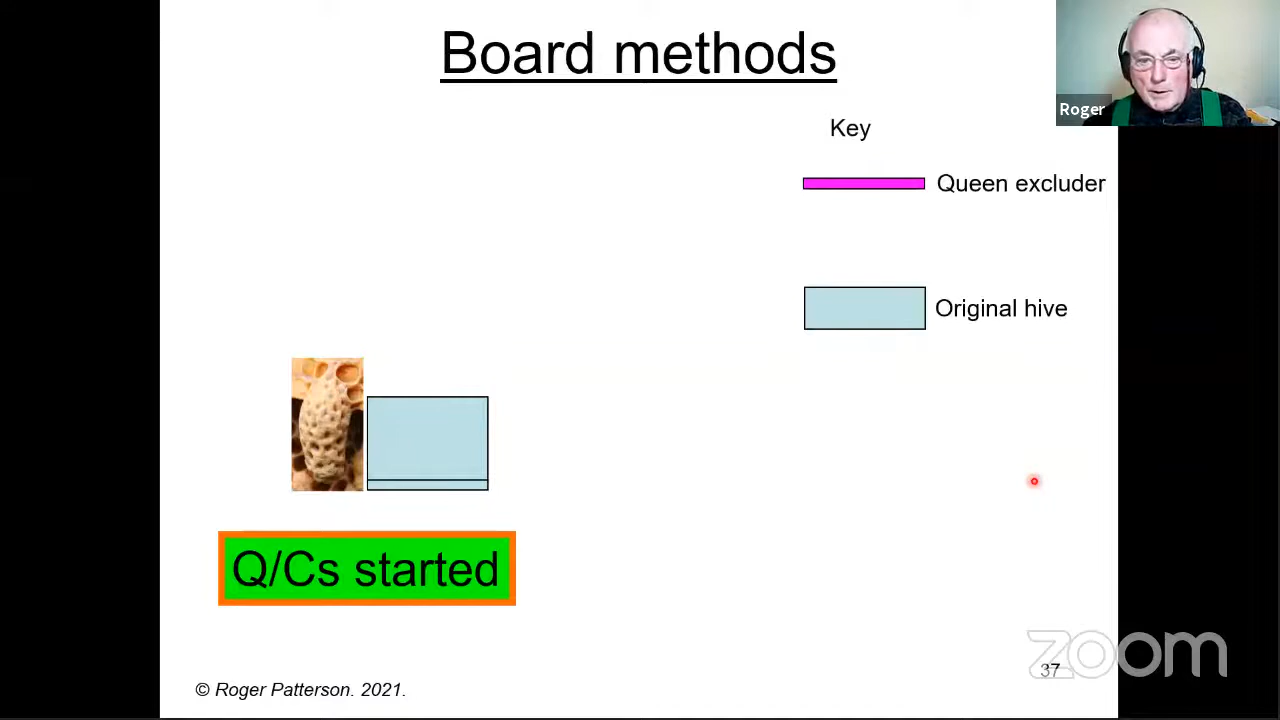 Board methods
Roger
Key
Queen excluder
Original hive
Q/Cs started
zoom
37
© Roger Patterson. 2021.